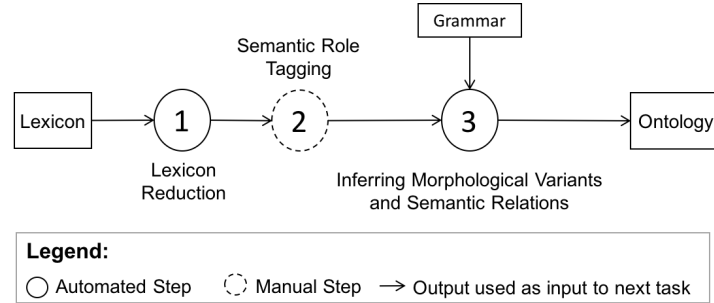 Grammar
Semantic Role
Tagging
Lexicon
1
2
3
Ontology
Lexicon
Reduction
Inferring Morphological Variants
and Semantic Relations
Legend:
Automated Step
Manual Step
Output used as input to next task